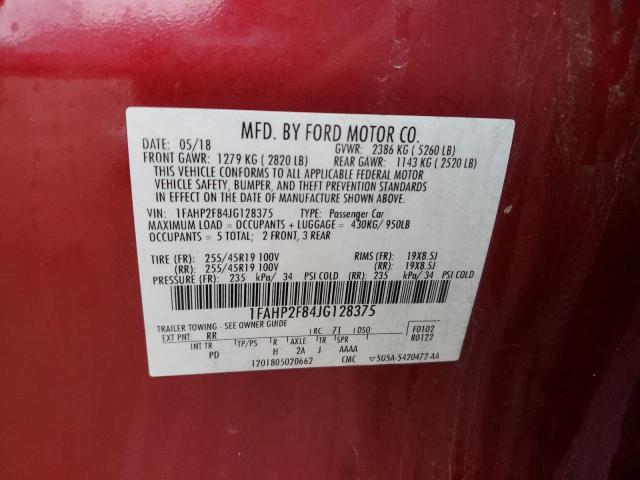 MFD. BY FORD MOTOR CO.
DATE: 05/18 GVWR: 2386 KG ( 5260 LB)
FRONT GAWR: 1279 KG ( 2820 LB) REAR GAWR: 1143 KG ( 2520 LB)
THIS VEHICLE CONFORMS TO ALL APPLICABLE FEDERAL MOTOR
VEHICLE SAFETY, BUMPER, AND THEFT PREVENTION STANDARDS
IN EFFECT ON THE DATE OF MANUFACTURE SHOWN ABOVE.
VIN: 1FAHP2F84JG128375 TYPE: Passenger Car
MAXIMUM LOAD = OCCUPANTS + LUGGAGE = 430KG/ 950LB
OCCUPANTS = 5 TOTAL; 2 FRONT, 3 REAR
TIRE (FR): 255/45R19 100V RIMS (FR): 19X8.5J
(RR): 255/45R19 100V (RR): 19X8.5J
PRESSURE (FR): 235 kPa/ 34 PSI COLD (RR): 235 kPa/ 34 PSI COLD
1FAHP2F84JG128375
TRAILER TOWING - SEE OWNER GUIDE
EXT PNT: RR RC: 71 DSO: F0102
INT TR TP/PS R AXLE TR SPR R0122
PD H 2A J AAAA
1201805020662 CMC 5U5A-5420472-AA